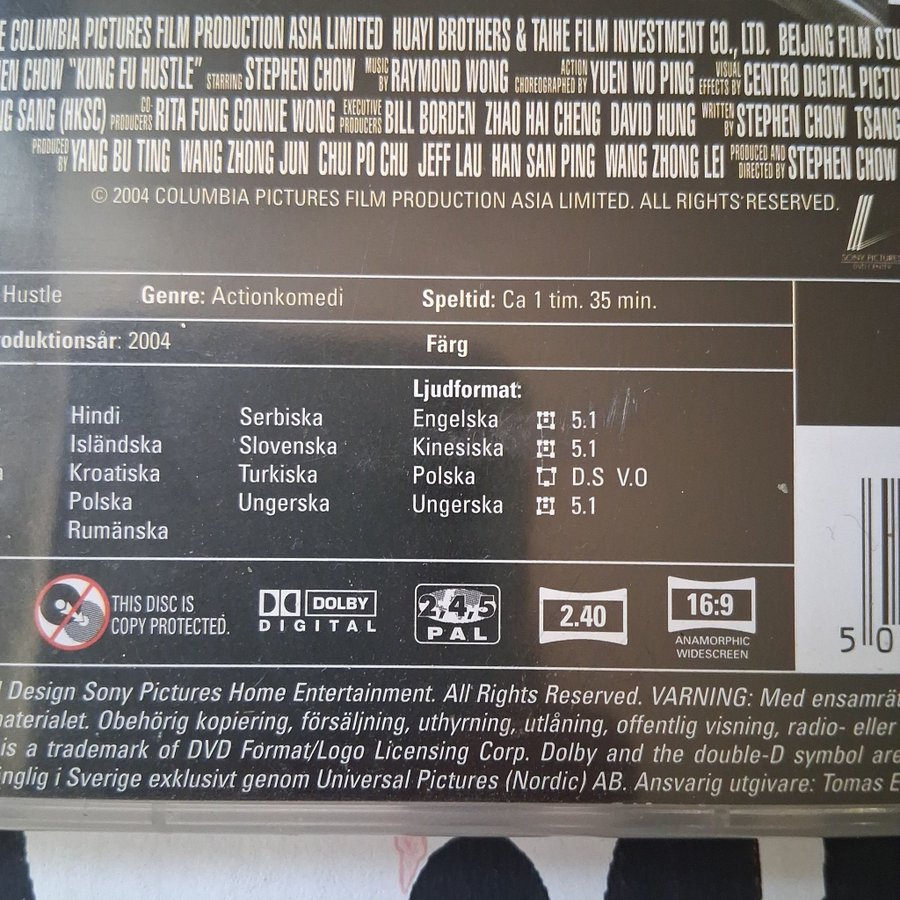 COLUMBIA PICTURES FILM PRODUCTION ASIA LIMITED HUAYI BROTHERS & TAIHE FILM INVESTMENT CO., LTD. BEIJING FILM STU
EN CHOW "KUNG FU HUSTLE" STARRING STEPHEN CHOW MUSIC BY RAYMOND WONG ACTION CHOREOGRAPHED BY YUEN WO PING VISUAL EFFECTS BY CENTRO DIGITAL PICTU
NG SANG (HKSC) CO-PRODUCERS RITA FUNG CONNIE WONG EXECUTIVE PRODUCERS BILL BORDEN ZHAO HAI CHENG DAVID HUNG WRITTEN BY STEPHEN CHOW TSANG
PRODUCED BY YANG BU TING WANG ZHONG JUN CHUI PO CHU JEFF LAU HAN SAN PING WANG ZHONG LEI PRODUCED AND DIRECTED BY STEPHEN CHOW
© 2004 COLUMBIA PICTURES FILM PRODUCTION ASIA LIMITED. ALL RIGHTS RESERVED.
SONY PICTURES
DVD CENTER
Hustle Genre: Actionkomedi Speltid: Ca 1 tim. 35 min.
oduktionsår: 2004 Färg
Ljudformat:
Hindi Serbiska Engelska 5.1
Isländska Slovenska Kinesiska 5.1
a Kroatiska Turkiska Polska D.S V.O
Polska Ungerska Ungerska 5.1
Rumänska
THIS DISC IS
COPY PROTECTED.
DOLBY
DIGITAL
2,4,5
PAL
2.40
16:9
ANAMORPHIC
WIDESCREEN
5 0
l Design Sony Pictures Home Entertainment. All Rights Reserved. VARNING: Med ensamrät
materialet. Obehörig kopiering, försäljning, uthyrning, utlåning, offentlig visning, radio- eller
is a trademark of DVD Format/Logo Licensing Corp. Dolby and the double-D symbol are
nglig i Sverige exklusivt genom Universal Pictures (Nordic) AB. Ansvarig utgivare: Tomas E